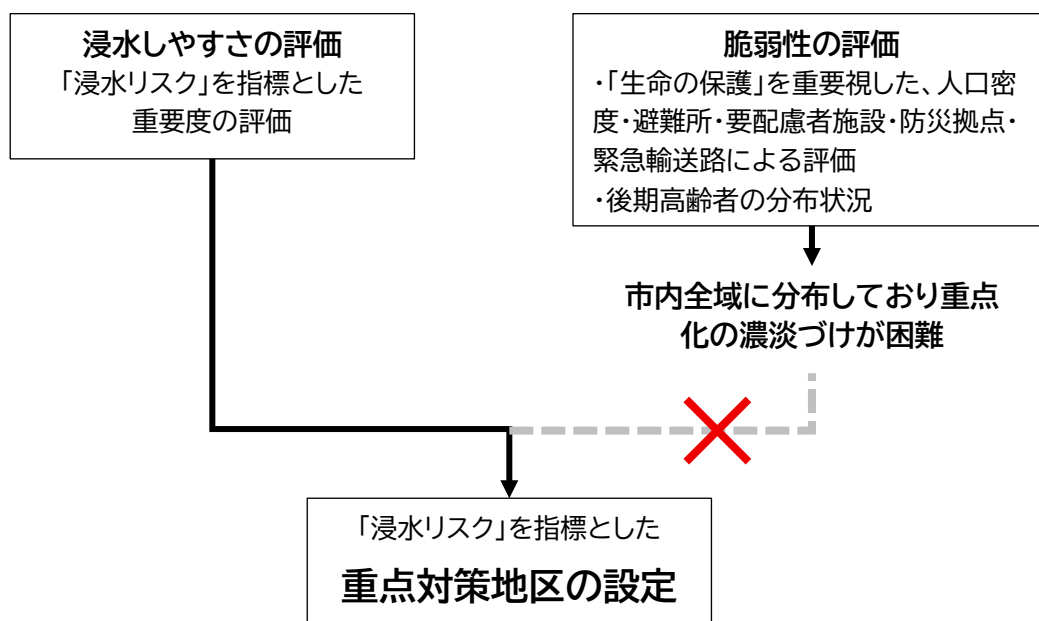 浸水しやすさの評価
「浸水リスク」を指標とした
重要度の評価
脆弱性の評価
・「生命の保護」を重要視した、人口密
度・避難所・要配慮者施設・防災拠点・
緊急輸送路による評価
・後期高齢者の分布状況
市内全域に分布しており重点
化の濃淡づけが困難
「浸水リスク」を指標とした
重点対策地区の設定